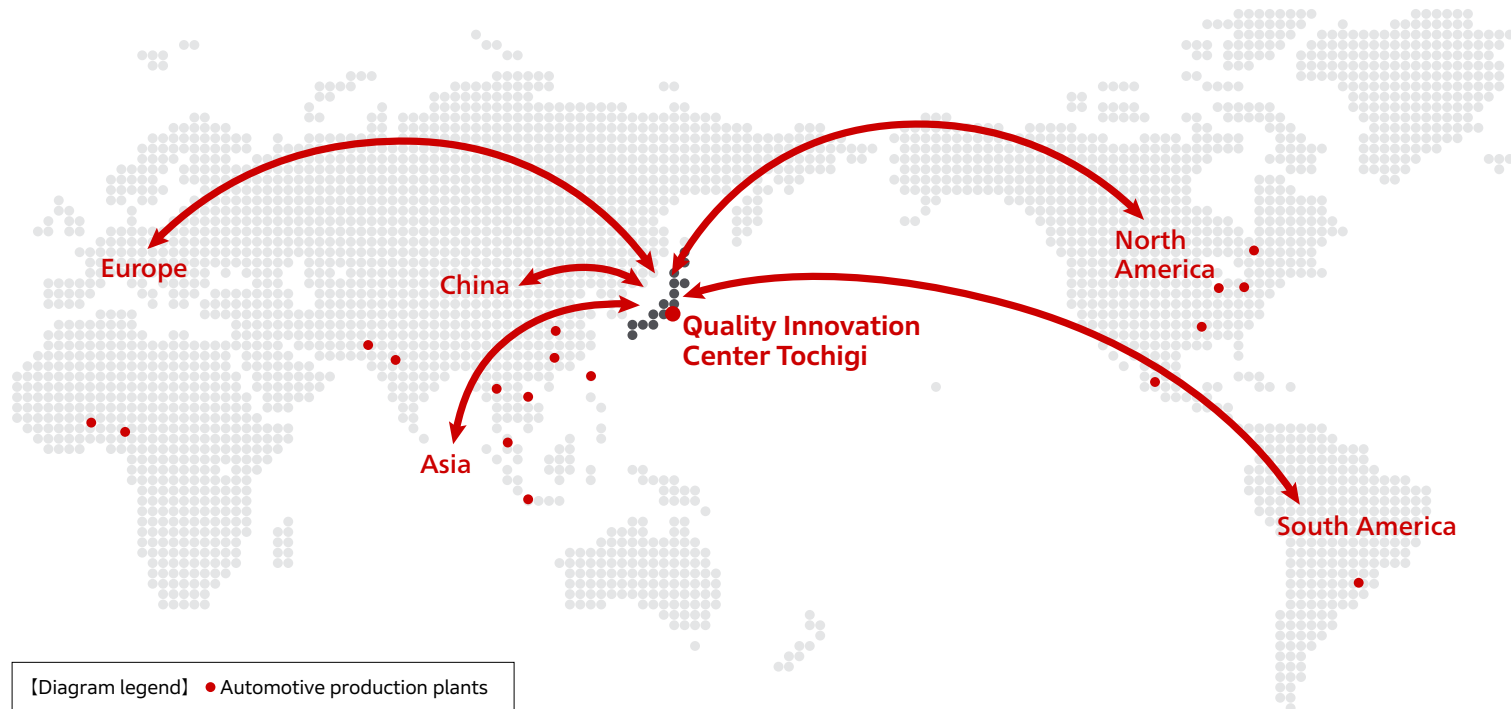 Europe
China
Asia
Quality Innovation
Center Tochigi
North
America
South America
【Diagram legend】 ● Automotive production plants